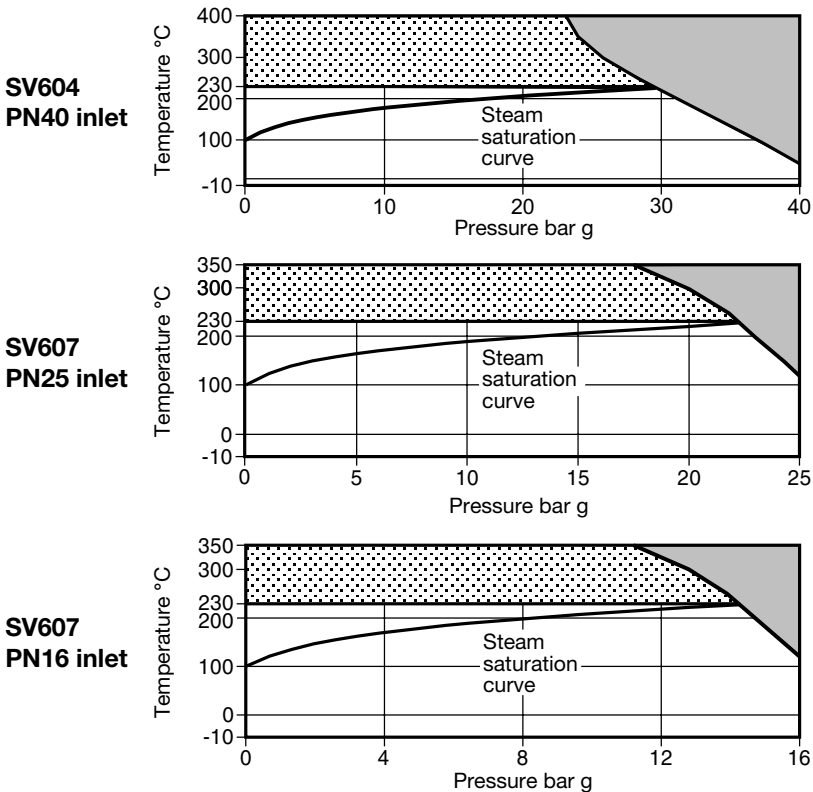 SV604
PN40 inlet
Temperature °C
400
300
230
200
100
-10
Steam
saturation
curve
0 10 20 30 40
Pressure bar g
SV607
PN25 inlet
Temperature °C
350
300
230
200
100
0
-10
Steam
saturation
curve
0 5 10 15 20 25
Pressure bar g
SV607
PN16 inlet
Temperature °C
350
300
230
200
100
0
-10
Steam
saturation
curve
0 4 8 12 16
Pressure bar g